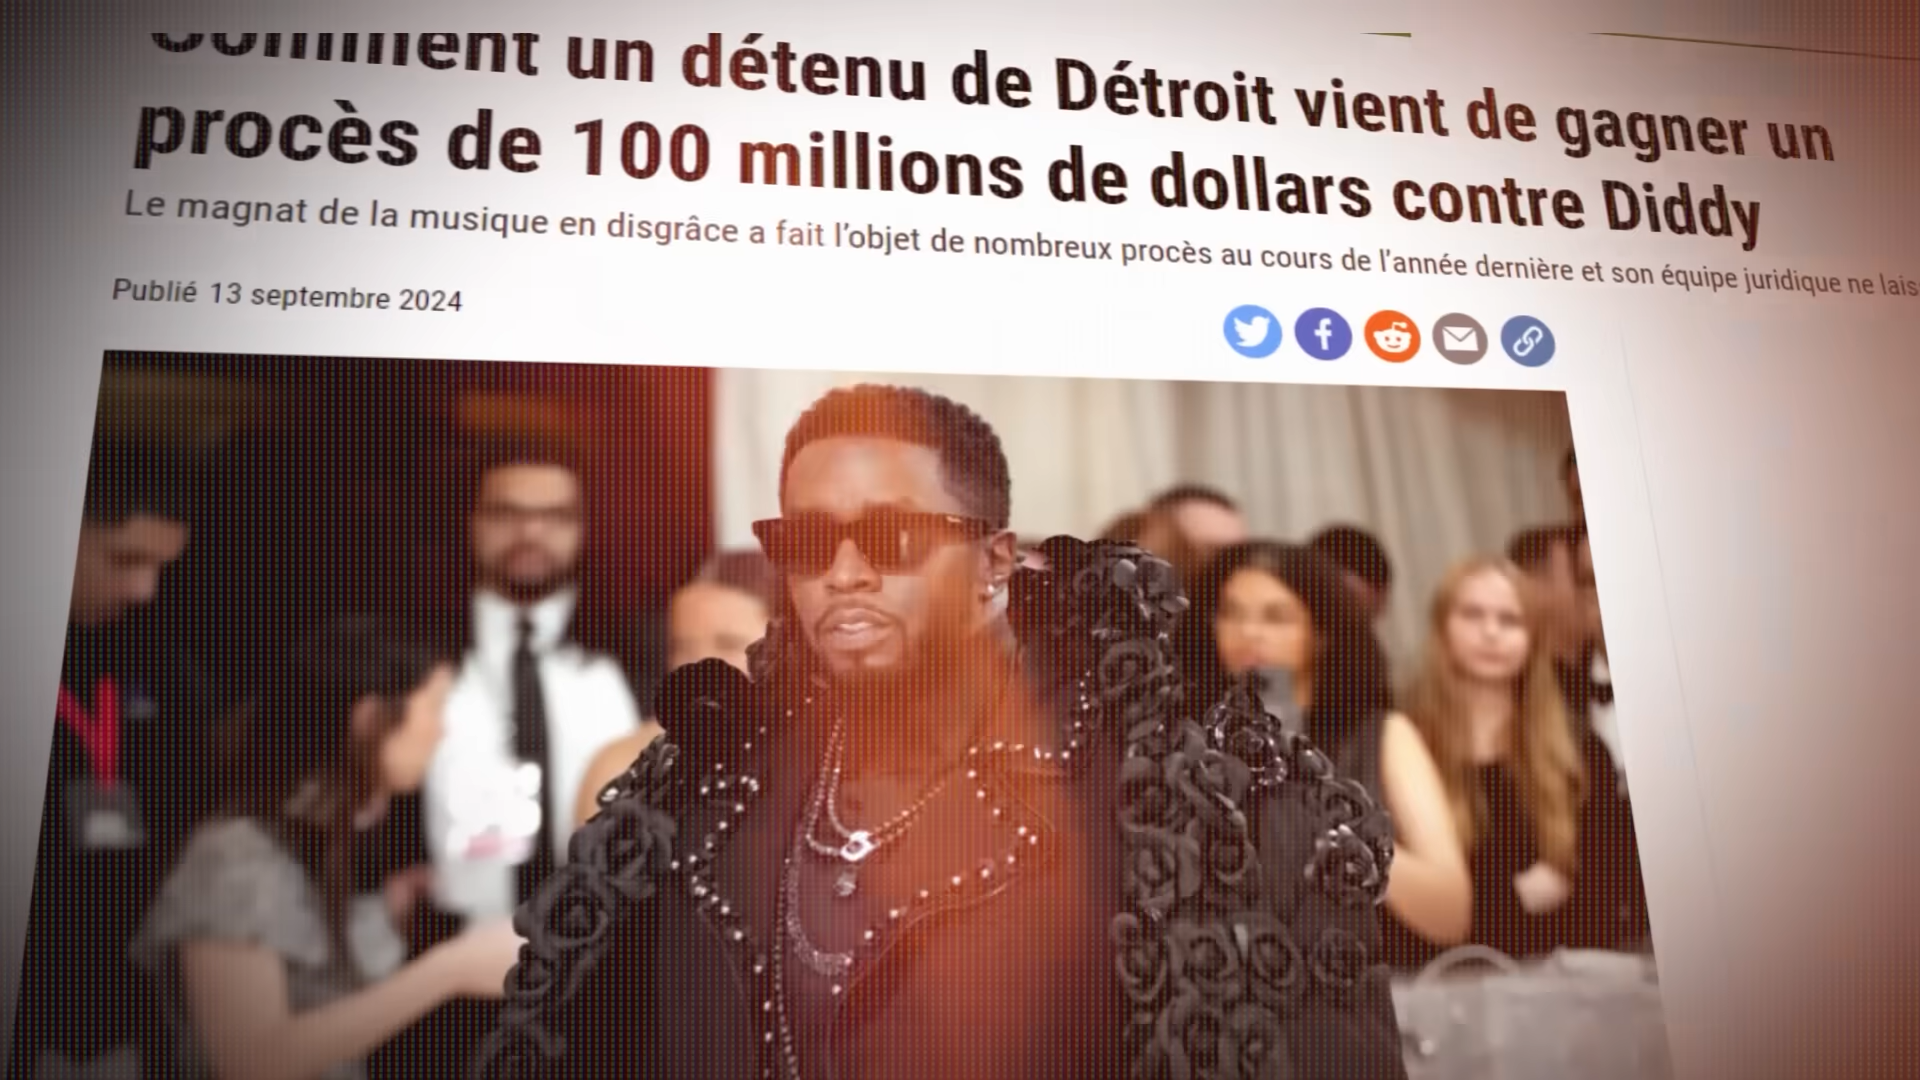 Comment un détenu de Détroit vient de gagner un
procès de 100 millions de dollars contre Diddy
Le magnat de la musique en disgrâce a fait l'objet de nombreux procès au cours de l'année dernière et son équipe juridique ne
Publié 13 septembre 2024